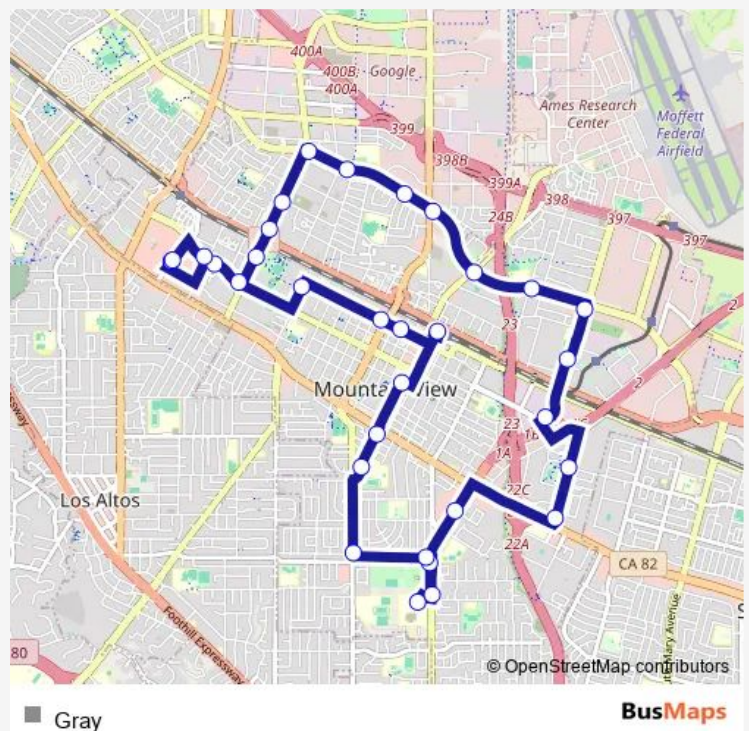 400A
400B;
400A
Google
399
Ames Research
Center
Moffett
Federal
Airfield
398B
399A
398
397
397
24B
23
2
2
Mountain View
23
1B
1A
22C
22A
Los Altos
CA 82
Foothill Expressway
Mary Avenue
80
© OpenStreetMap contributors
Gray
BusMaps